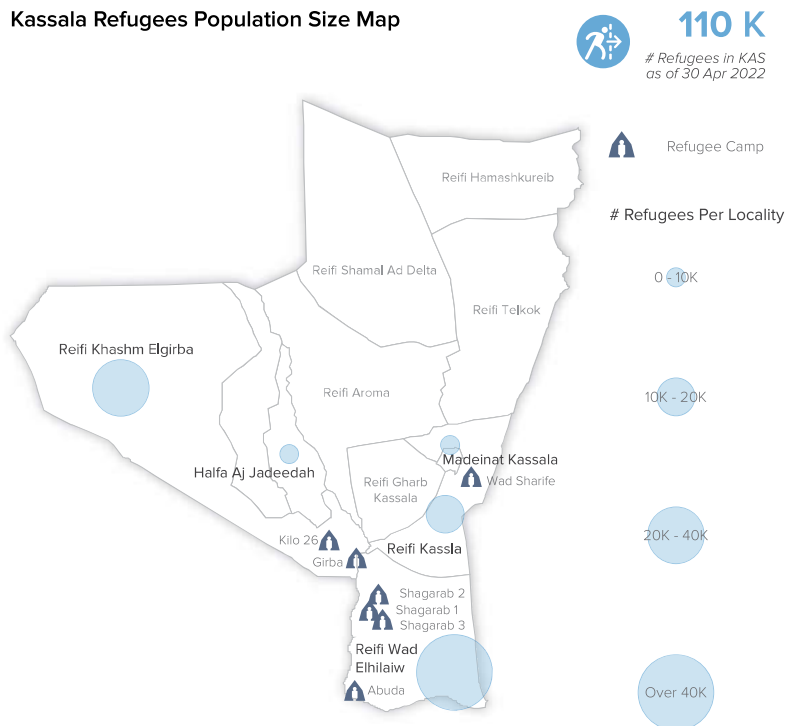 Kassala Refugees Population Size Map
110 K
# Refugees in KAS
as of 30 Apr 2022
Refugee Camp
# Refugees Per Locality
0 - 10K
10K - 20K
20K - 40K
Over 40K
Reifi Hamashkureib
Reifi Shamal Ad Delta
Reifi Telkok
Reifi Khashm Elgirba
Reifi Aroma
Madeinat Kassala
Halfa Aj Jadeedah
Reifi Gharb
Kassala
Wad Sharife
Kilo 26
Reifi Kassla
Girba
Shagarab 2
Shagarab 1
Shagarab 3
Reifi Wad
Elhilaiw
Abuda